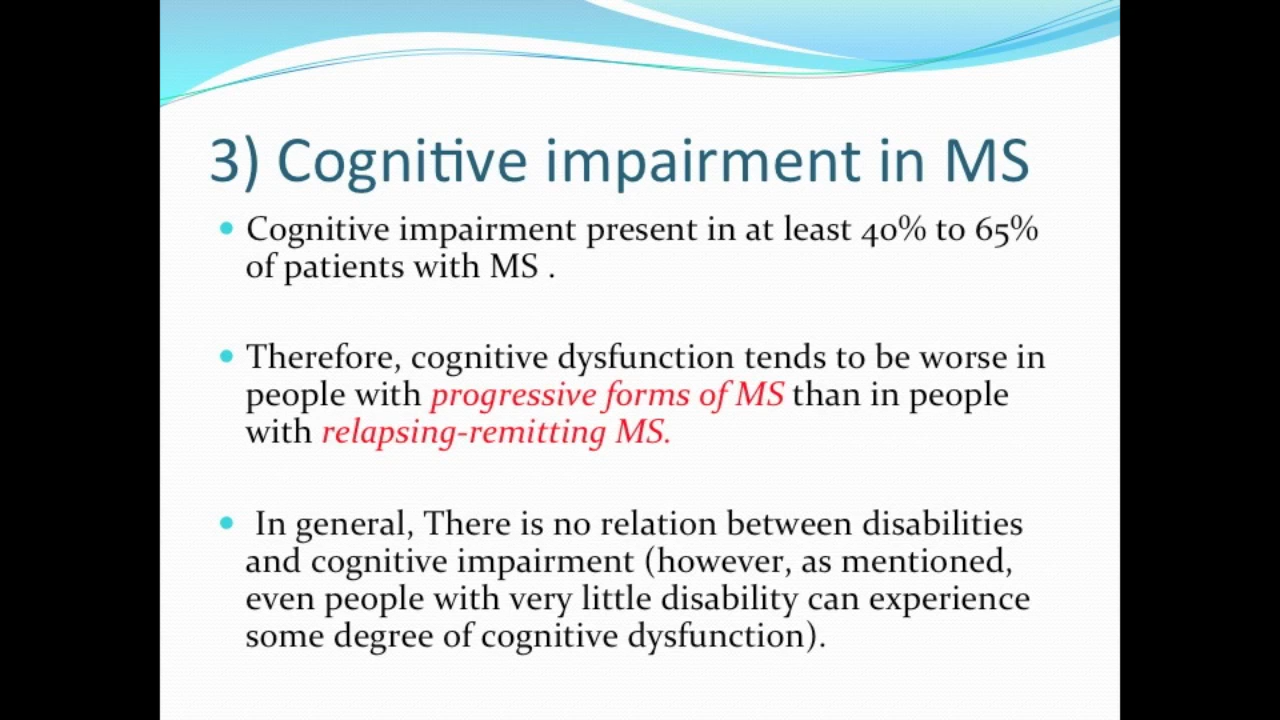 3) Cognitive impairment in MS
• Cognitive impairment present in at least 40% to 65%
of patients with MS .
• Therefore, cognitive dysfunction tends to be worse in
people with progressive forms of MS than in people
with relapsing-remitting MS.
• In general, There is no relation between disabilities
and cognitive impairment (however, as mentioned,
even people with very little disability can experience
some degree of cognitive dysfunction).